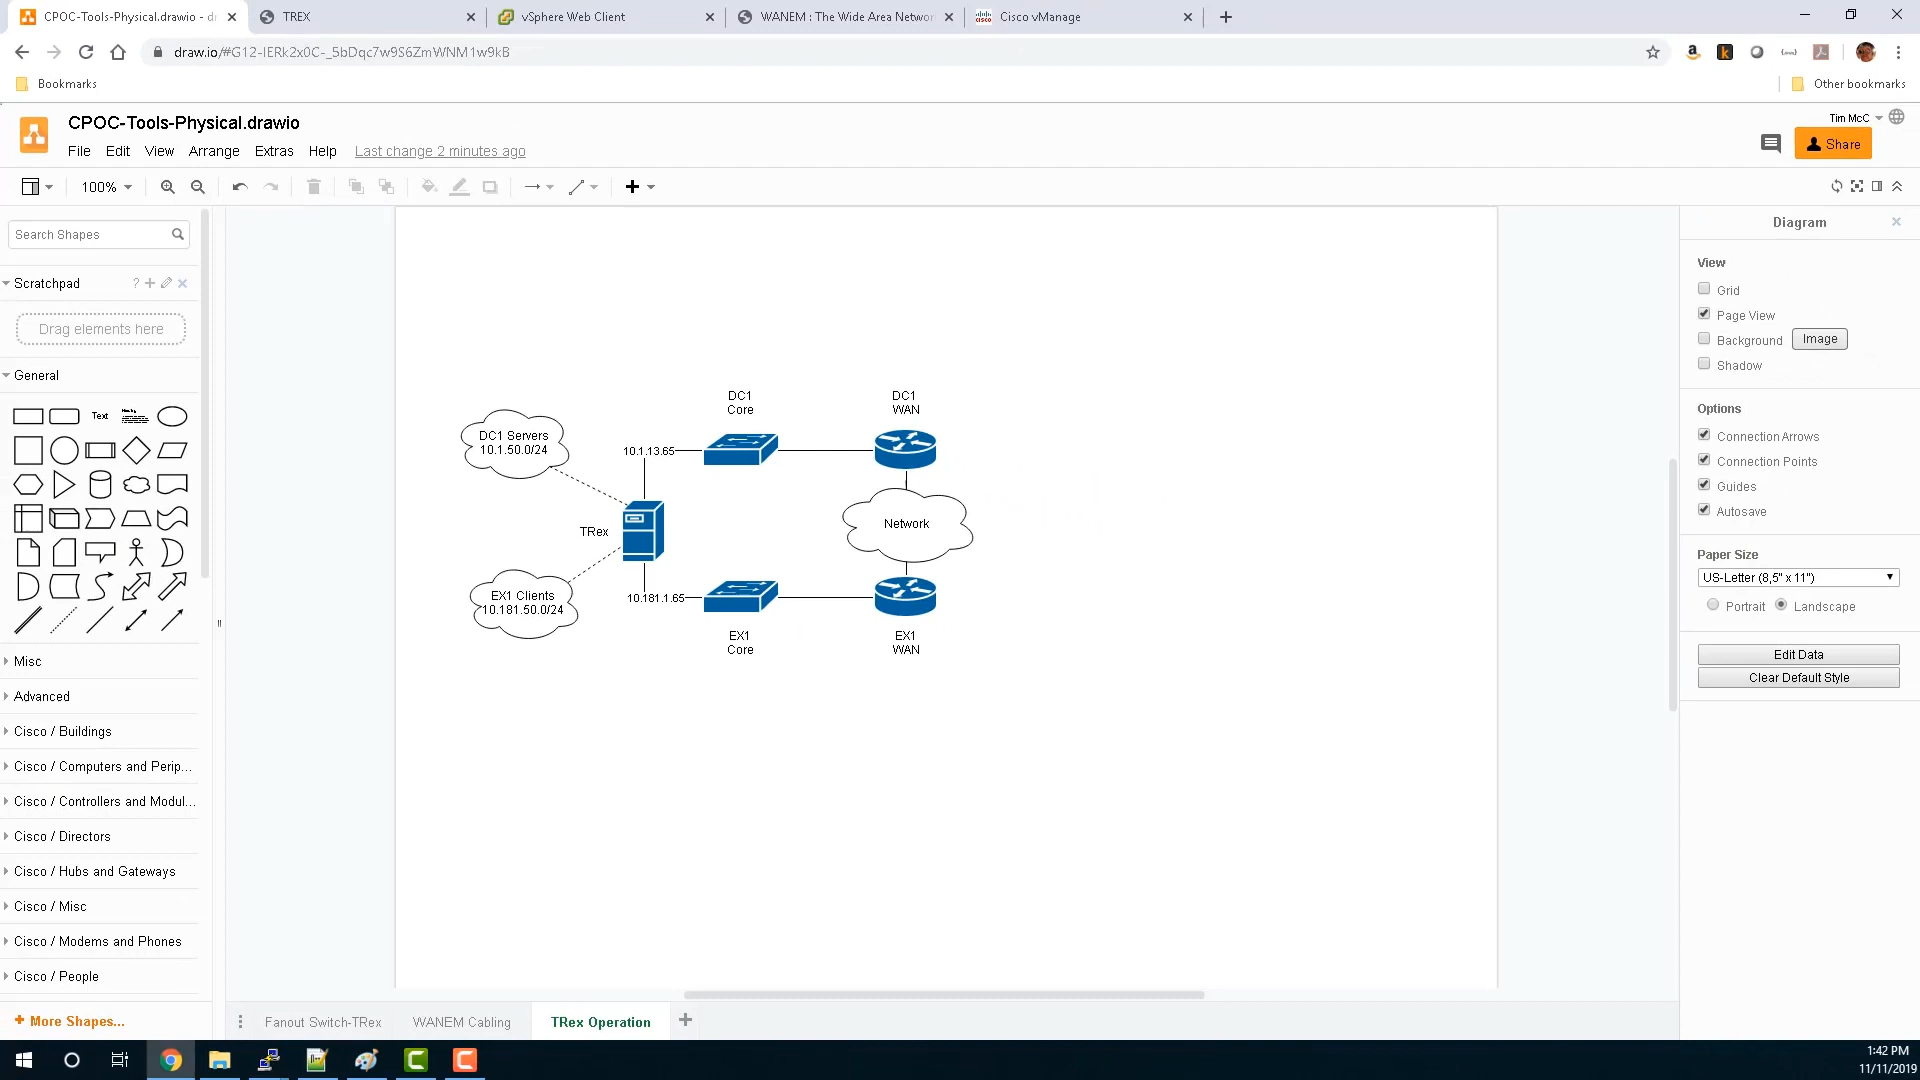 CPOC-Tools-Physical.drawio - dr
TREX
vSphere Web Client
WANEM : The Wide Area Networ
Cisco vManage
draw.io/#G12-IERk2x0C-_5bDqc7w9S6ZmWNM1w9kB
Bookmarks
Other bookmarks
CPOC-Tools-Physical.drawio
Tim McC
File Edit View Arrange Extras Help Last change 2 minutes ago
Share
100%
Search Shapes
Diagram
Scratchpad
?
Drag elements here
General
Text
Heading
Misc
Advanced
Cisco / Buildings
Cisco / Computers and Perip...
Cisco / Controllers and Modul...
Cisco / Directors
Cisco / Hubs and Gateways
Cisco / Misc
Cisco / Modems and Phones
Cisco / People
More Shapes...
DC1
Core
DC1
WAN
DC1 Servers
10.1.50.0/24
10.1.13.65
Network
TRex
EX1 Clients
10.181.50.0/24
10.181.1.65
EX1
Core
EX1
WAN
View
Grid
Page View
Background
Image
Shadow
Options
Connection Arrows
Connection Points
Guides
Autosave
Paper Size
US-Letter (8,5" x 11")
Portrait Landscape
Edit Data
Clear Default Style
Fanout Switch-TRex
WANEM Cabling
TRex Operation
1:42 PM
11/11/2019